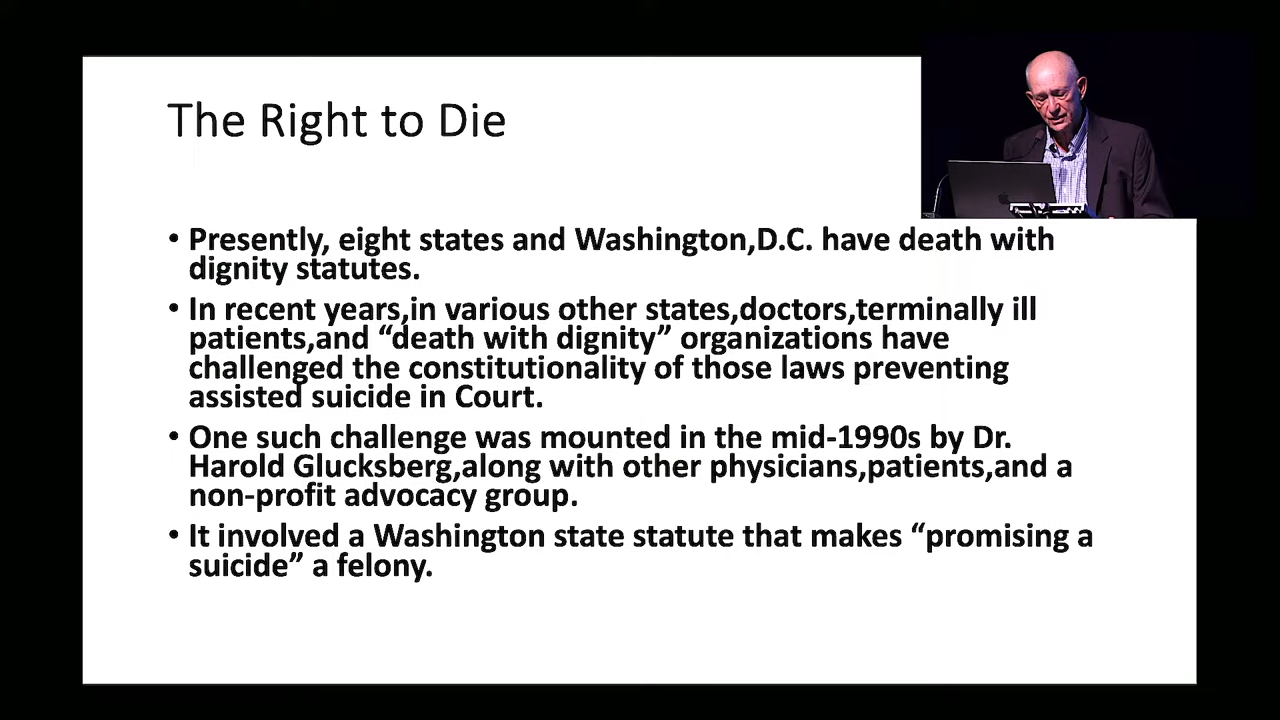 The Right to Die
• Presently, eight states and Washington,D.C. have death with
dignity statutes.
• In recent years,in various other states,doctors,terminally ill
patients,and “death with dignity” organizations have
challenged the constitutionality of those laws preventing
assisted suicide in Court.
• One such challenge was mounted in the mid-1990s by Dr.
Harold Glucksberg,along with other physicians,patients,and a
non-profit advocacy group.
• It involved a Washington state statute that makes “promising a
suicide” a felony.